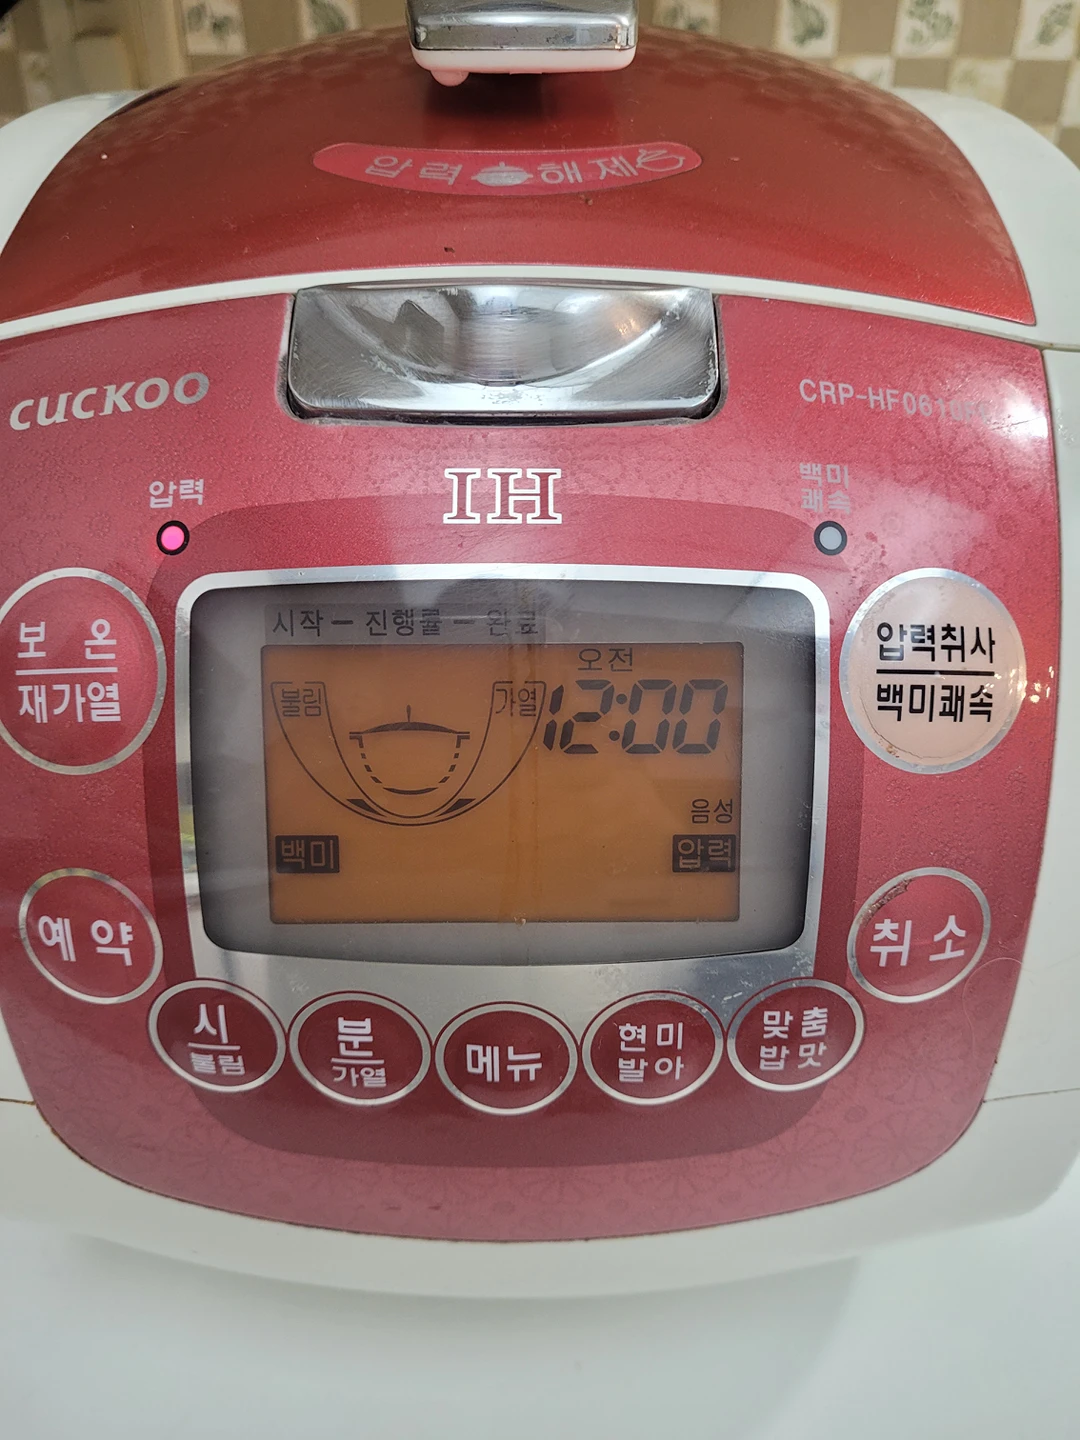 압력 해제
CUCKOO
CRP-HF0610
압력
IH
백미
쾌속
시작 — 진행률 — 완료
오전
불림
가열
12:00
음성
백미
압력
보 온
재가열
압력취사
백미쾌속
예약
취소
시
불림
분
가열
메뉴
현미
발아
맞춤
밥맛